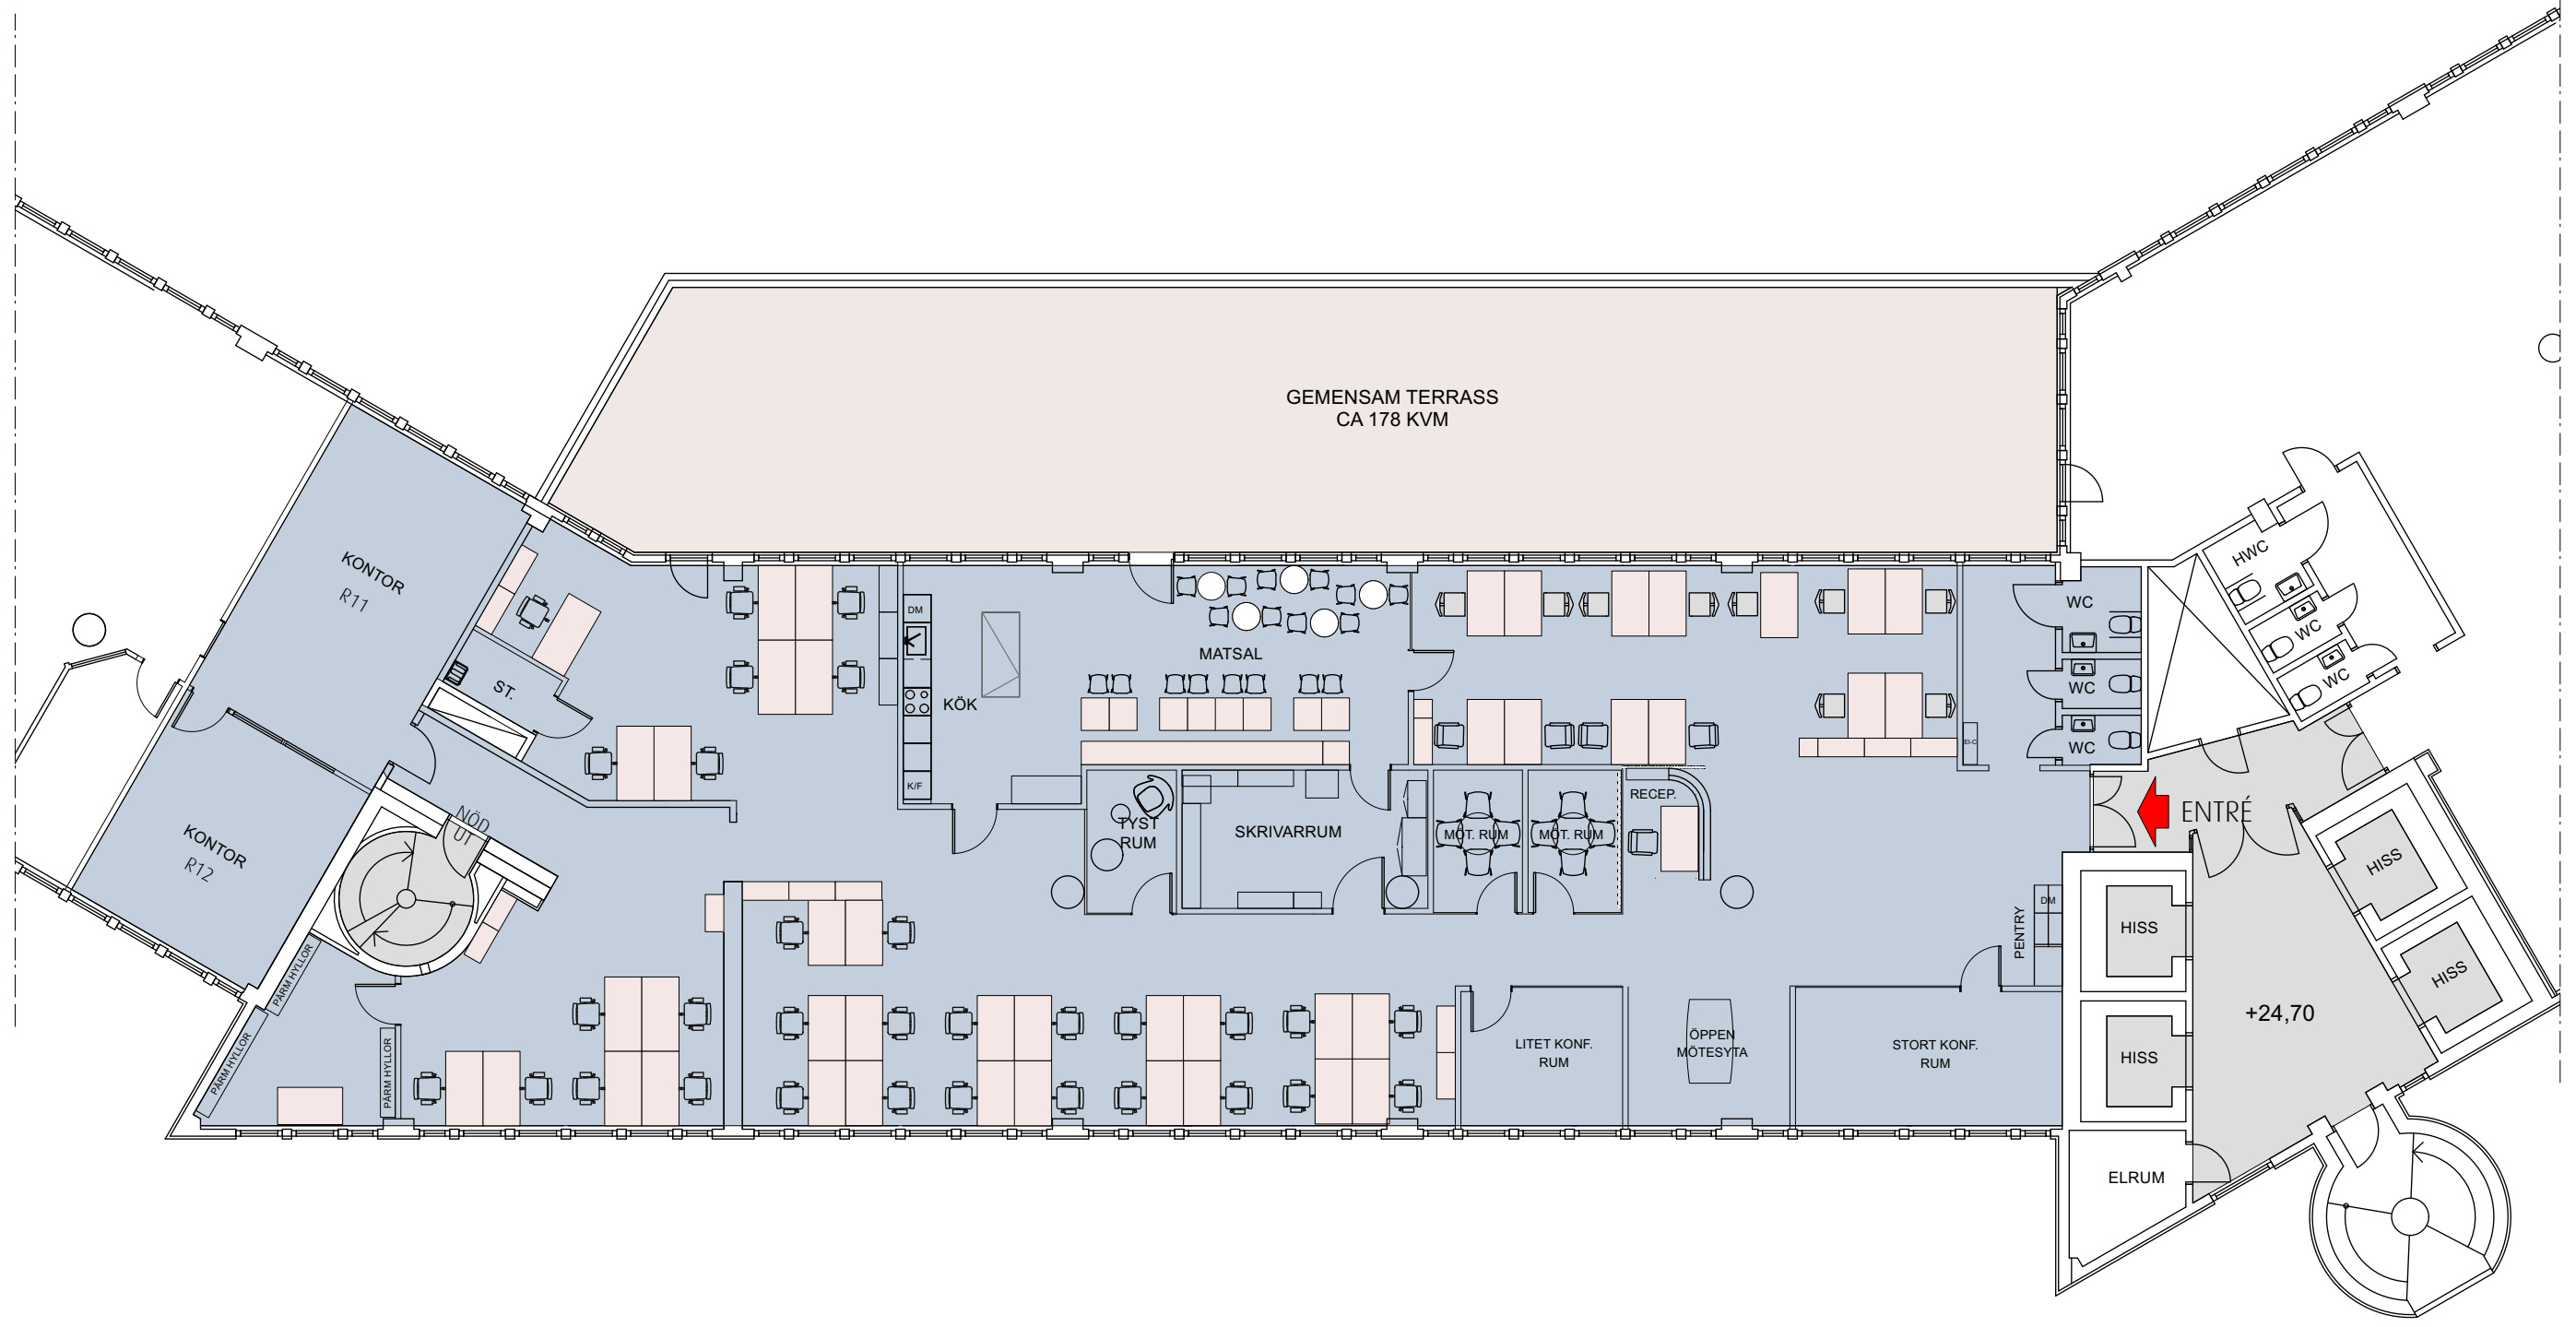 GEMENSAM TERRASS
CA 178 KVM
KONTOR
R11
ST.
KONTOR
R12
NÖD
UT
PÄRM HYLLOR
PÄRM HYLLOR
PÄRM HYLLOR
DM
K/F
KÖK
MATSAL
TYST
RUM
SKRIVARRUM
MÖT. RUM
MÖT. RUM
RECEP.
El-C
WC
WC
WC
HWC
WC
WC
ENTRÉ
HISS
HISS
HISS
HISS
+24,70
PENTRY
DM
LITET KONF.
RUM
ÖPPEN
MÖTESYTA
STORT KONF.
RUM
ELRUM